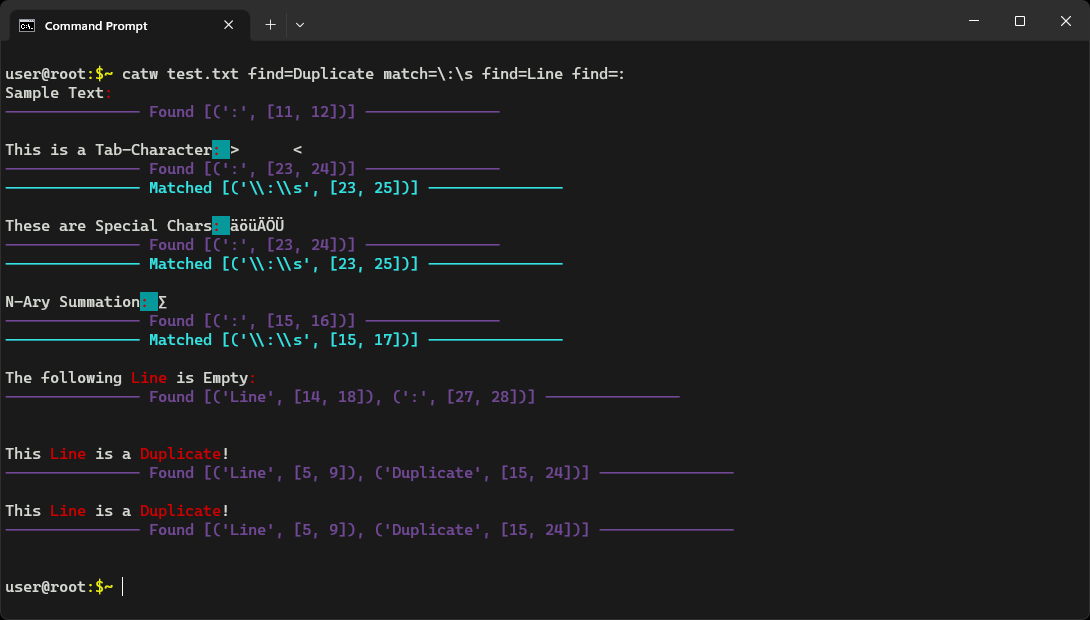 Command Prompt
user@root:$~ catw test.txt find=Duplicate match=\:\s find=Line find=:
Sample Text:
─────────────── Found [(':', [11, 12])] ───────────────
This is a Tab-Character: >      <
─────────────── Found [(':', [23, 24])] ───────────────
─────────────── Matched [('\\:\\s', [23, 25])] ───────────────
These are Special Chars: äöüÄÖÜ
─────────────── Found [(':', [23, 24])] ───────────────
─────────────── Matched [('\\:\\s', [23, 25])] ───────────────
N-Ary Summation: ∑
─────────────── Found [(':', [15, 16])] ───────────────
─────────────── Matched [('\\:\\s', [15, 17])] ───────────────
The following Line is Empty:
─────────────── Found [('Line', [14, 18]), (':', [27, 28])] ───────────────
This Line is a Duplicate!
─────────────── Found [('Line', [5, 9]), ('Duplicate', [15, 24])] ───────────────
This Line is a Duplicate!
─────────────── Found [('Line', [5, 9]), ('Duplicate', [15, 24])] ───────────────
user@root:$~